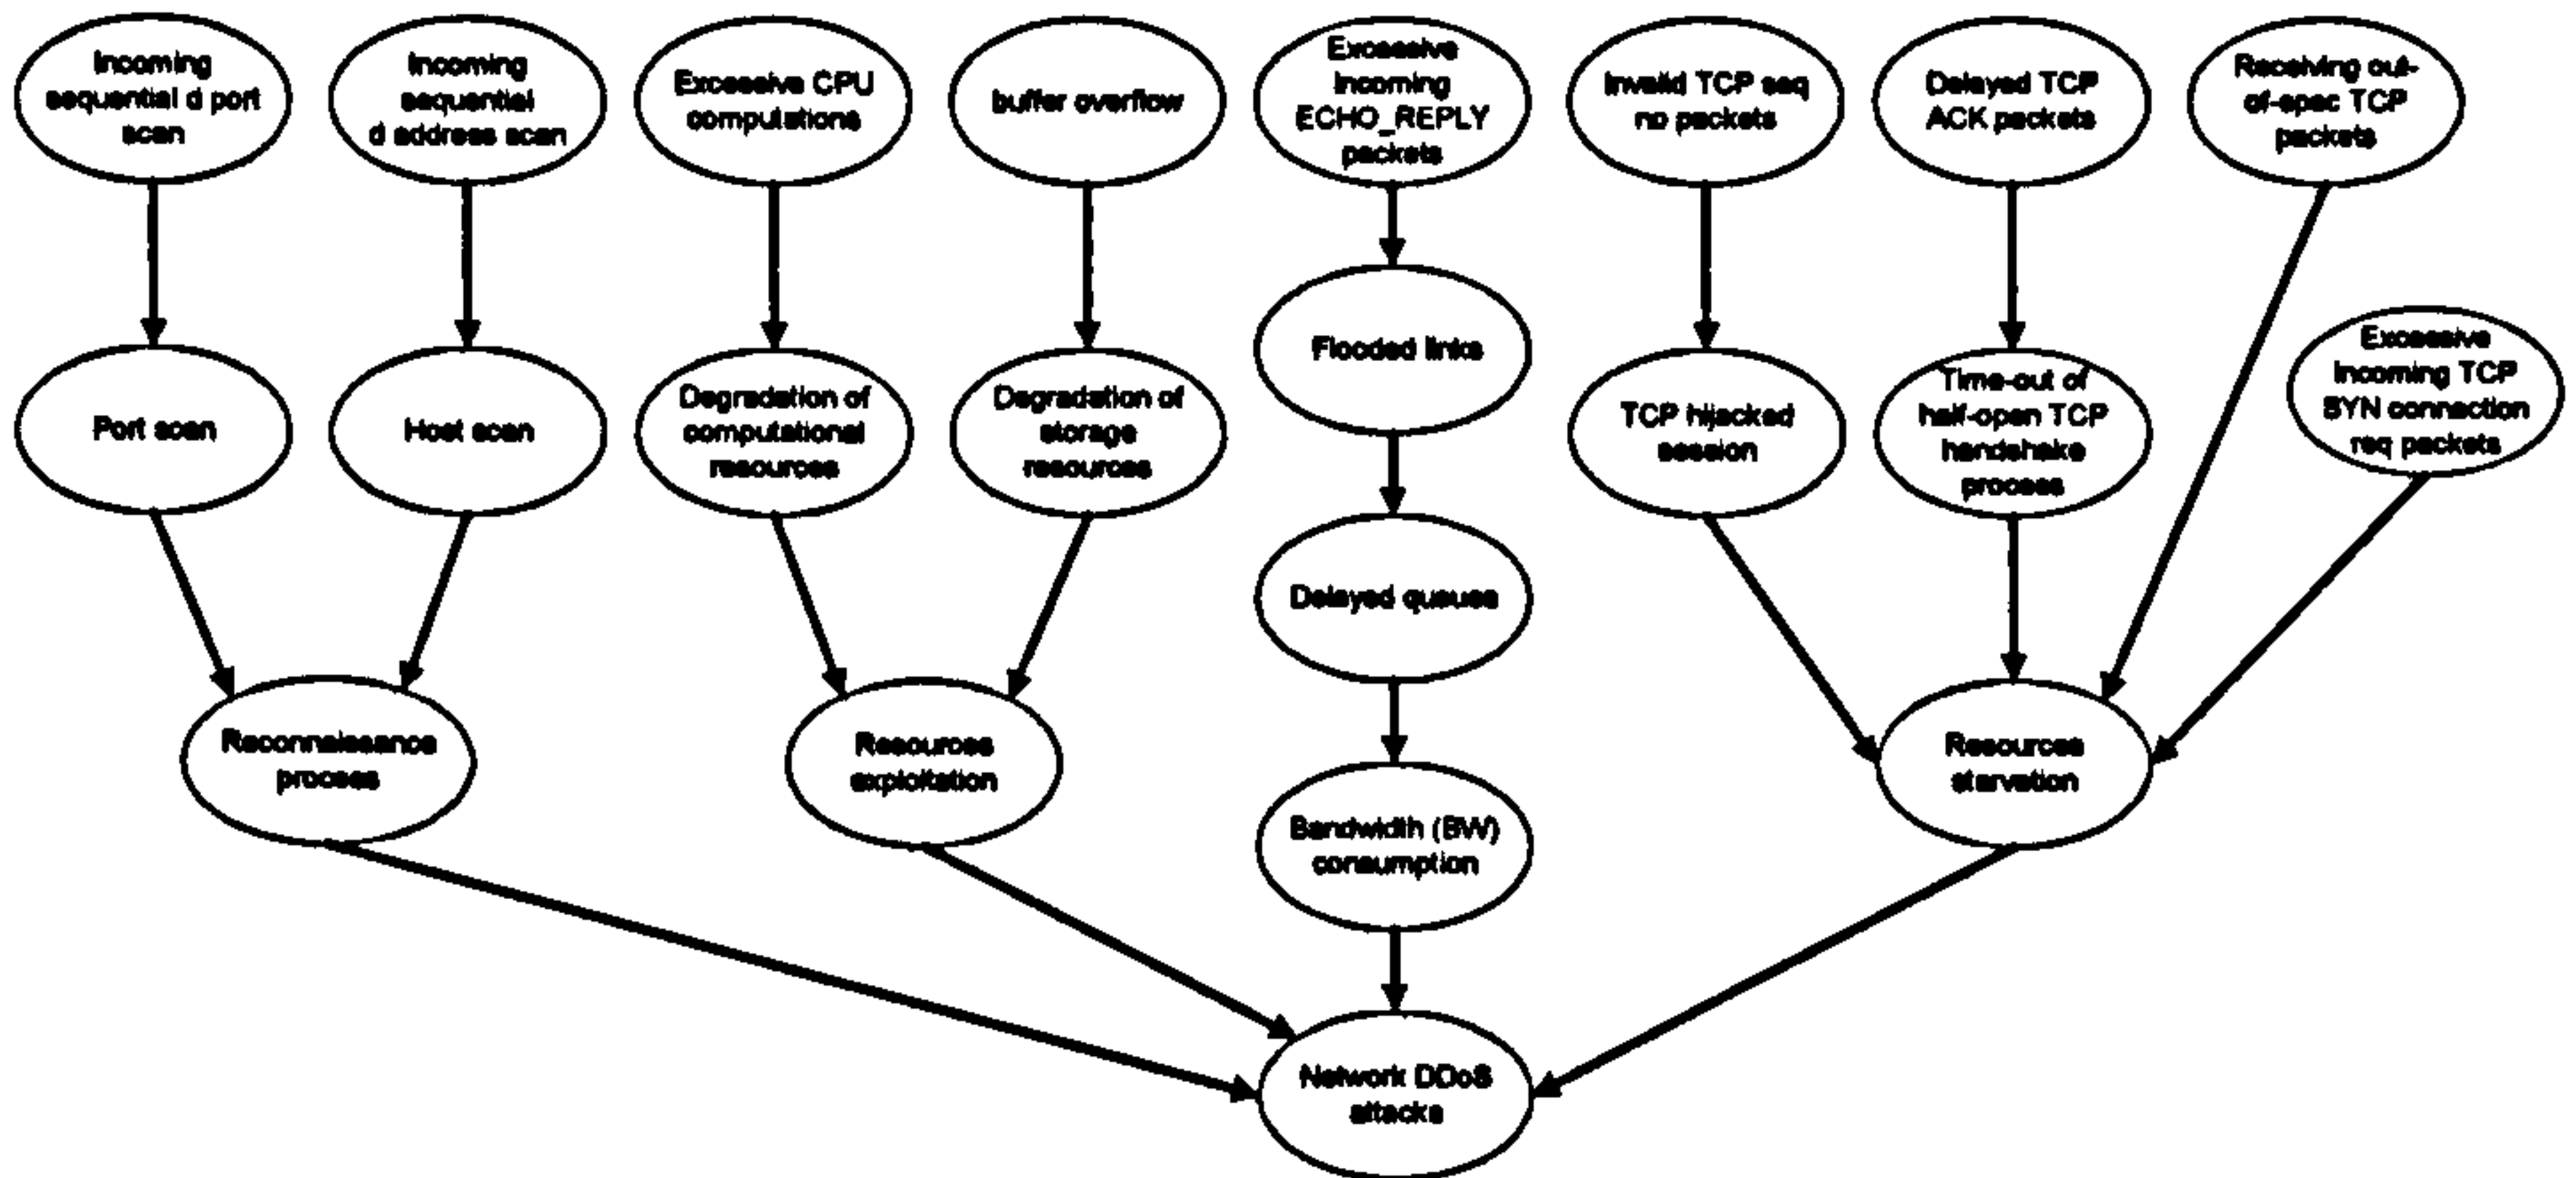 Incoming
sequential d port
scan
Incoming
sequential
d address scan
Excessive CPU
computations
buffer overflow
Excessive
Incoming
ECHO_REPLY
packets
Invalid TCP seq
no packets
Delayed TCP
ACK packets
Receiving out-
of-spec TCP
packets
Port scan
Host scan
Degradation of
computational
resources
Degradation of
storage
resources
Flooded links
TCP hijacked
session
Time-out of
half-open TCP
handshake
process
Excessive
Incoming TCP
SYN connection
req packets
Delayed queues
Reconnaissance
process
Resources
exploitation
Bandwidth (BW)
consumption
Resources
starvation
Network DDoS
attacks